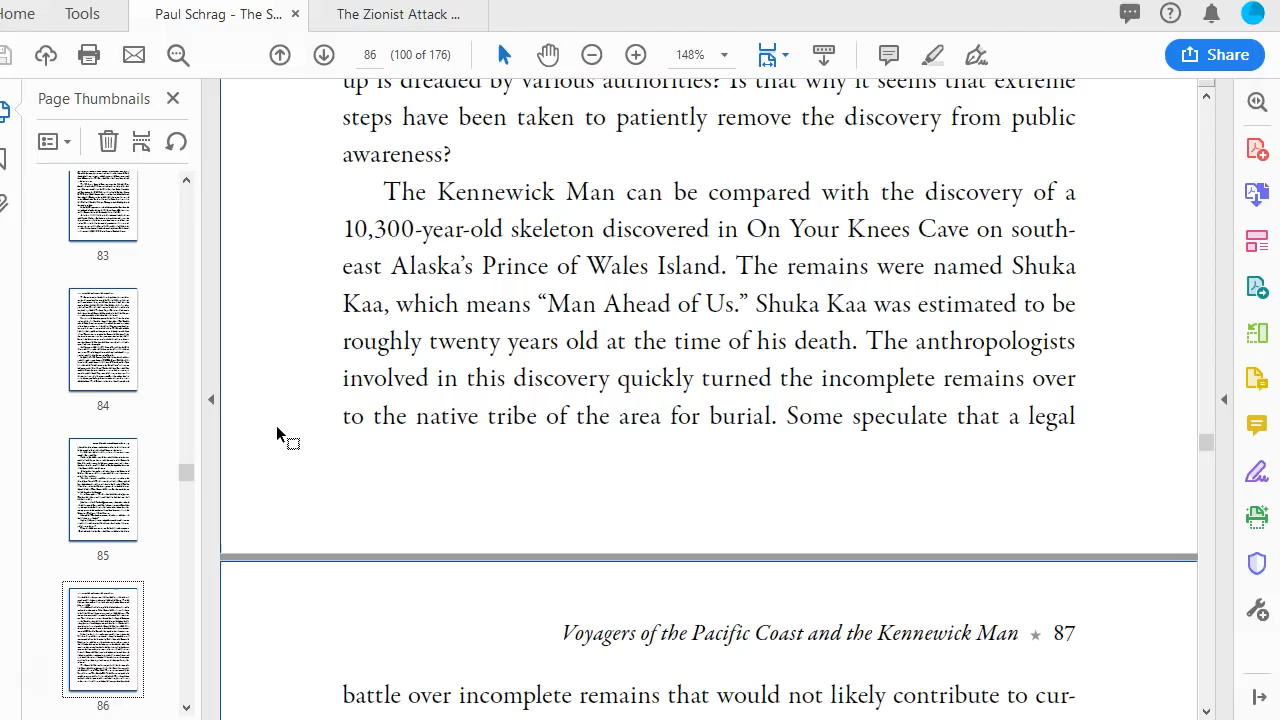 Home
Tools
Paul Schrag - The S...
The Zionist Attack ...
86
(100 of 176)
148%
Share
Page Thumbnails
83
84
85
86
up is dreaded by various authorities? Is that why it seems that extreme
steps have been taken to patiently remove the discovery from public
awareness?
The Kennewick Man can be compared with the discovery of a
10,300-year-old skeleton discovered in On Your Knees Cave on south-
east Alaska’s Prince of Wales Island. The remains were named Shuka
Kaa, which means “Man Ahead of Us.” Shuka Kaa was estimated to be
roughly twenty years old at the time of his death. The anthropologists
involved in this discovery quickly turned the incomplete remains over
to the native tribe of the area for burial. Some speculate that a legal
Voyagers of the Pacific Coast and the Kennewick Man ★ 87
battle over incomplete remains that would not likely contribute to cur-